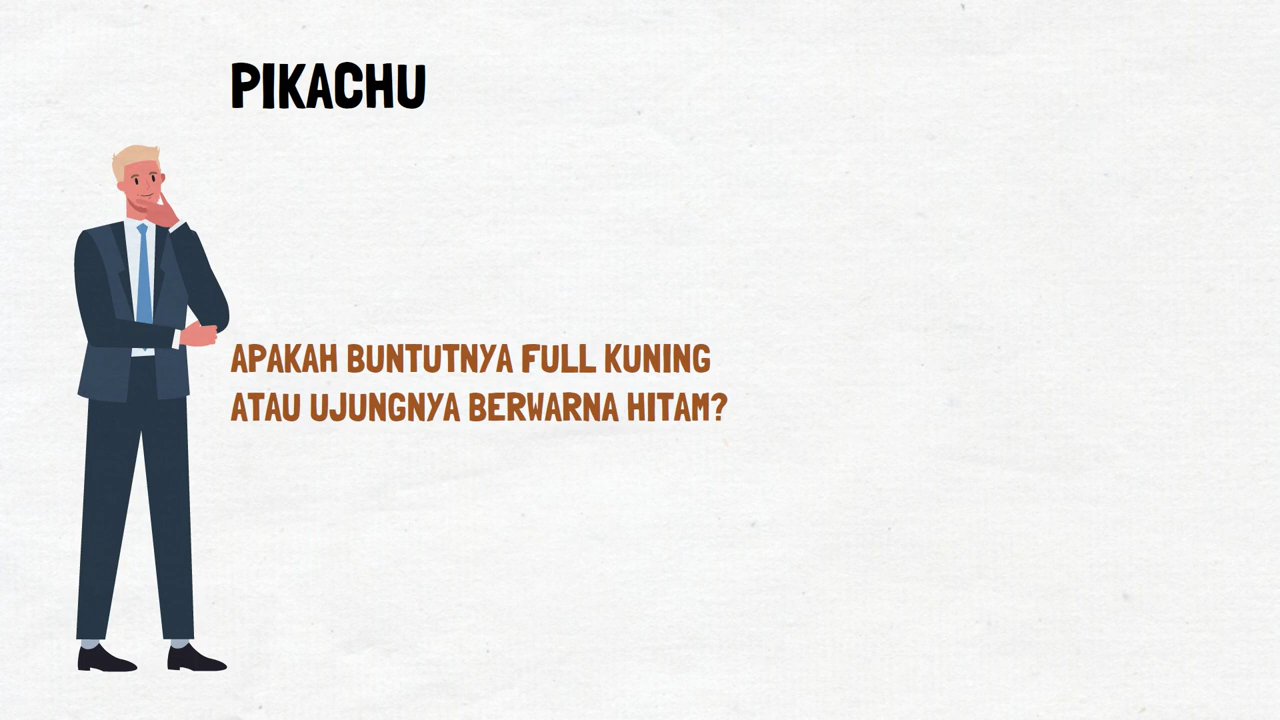 PIKACHU
APAKAH BUNTUTNYA FULL KUNING
ATAU UJUNGNYA BERWARNA HITAM?